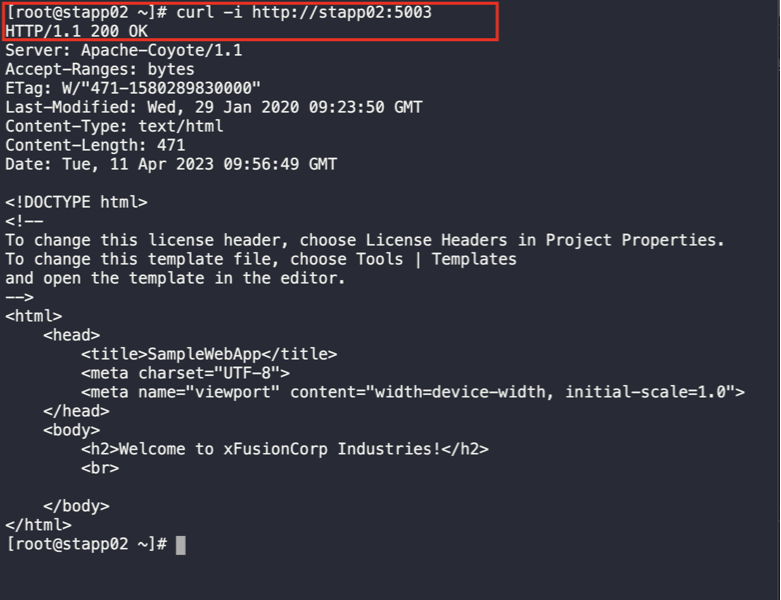 [root@stapp02 ~]# curl -i http://stapp02:5003
HTTP/1.1 200 OK
Server: Apache-Coyote/1.1
Accept-Ranges: bytes
ETag: W/"471-1580289830000"
Last-Modified: Wed, 29 Jan 2020 09:23:50 GMT
Content-Type: text/html
Content-Length: 471
Date: Tue, 11 Apr 2023 09:56:49 GMT

<!DOCTYPE html>
<!--
To change this license header, choose License Headers in Project Properties.
To change this template file, choose Tools | Templates
and open the template in the editor.
-->
<html>
    <head>
        <title>SampleWebApp</title>
        <meta charset="UTF-8">
        <meta name="viewport" content="width=device-width, initial-scale=1.0">
    </head>
    <body>
        <h2>Welcome to xFusionCorp Industries!</h2>
        <br>

    </body>
</html>
[root@stapp02 ~]#